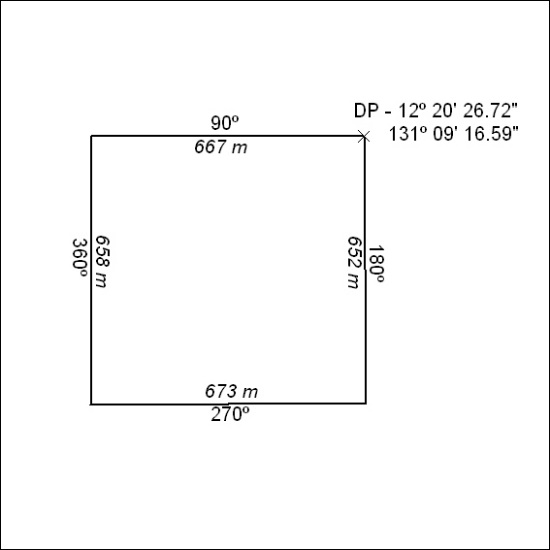 DP - 12º 20' 26.72"
131º 09' 16.59"
90º
667 m
360º
658 m
652 m
180º
673 m
270º